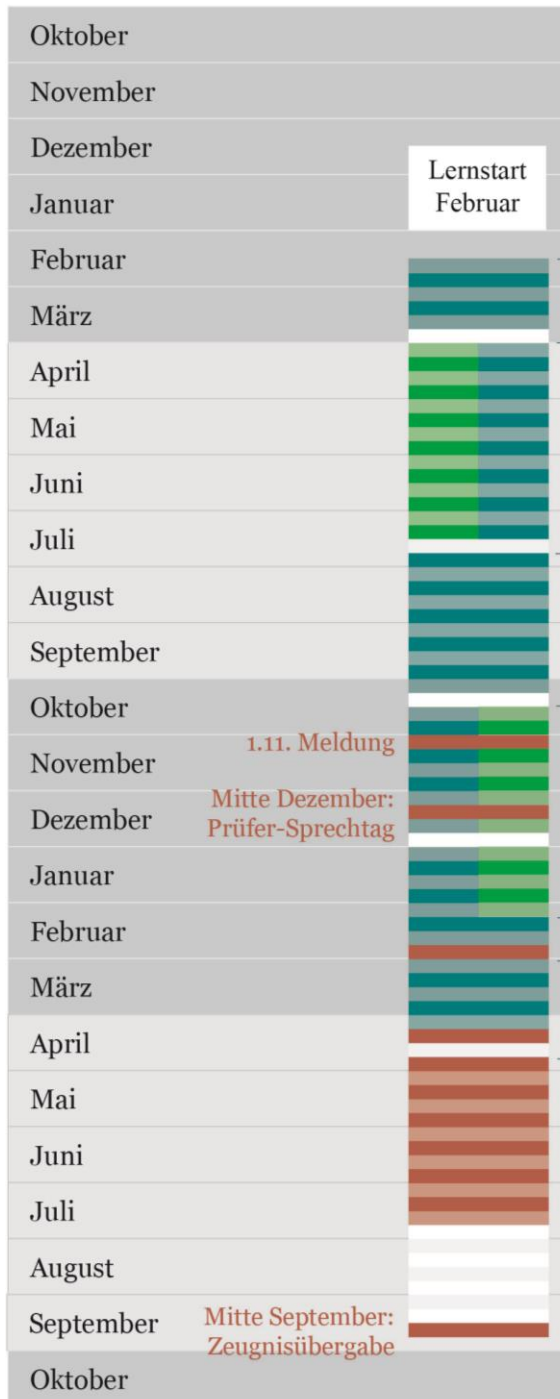 Oktober
November
Dezember
Lernstart
Februar
Januar
Februar
März
April
Mai
Juni
Juli
August
September
Oktober
1.11. Meldung
November
Mitte Dezember:
Prüfer-Sprechtag
Dezember
Januar
Februar
März
April
Mai
Juni
Juli
August
September
Mitte September:
Zeugnisübergabe
Oktober